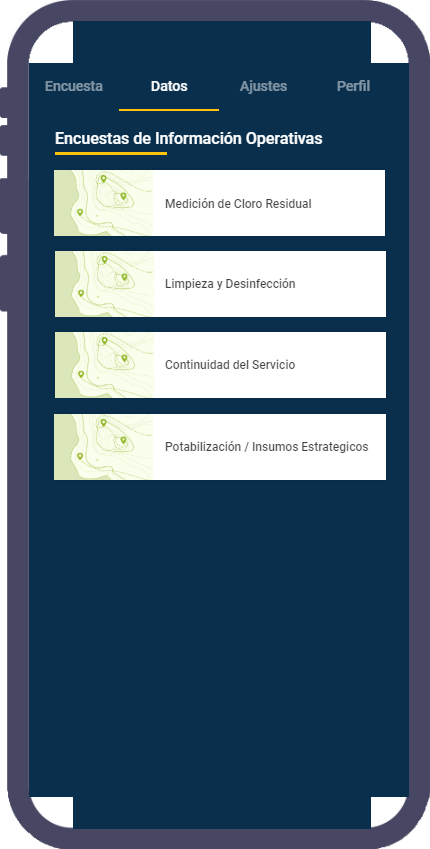 Encuesta Datos Ajustes Perfil
Encuestas de Información Operativas
Medición de Cloro Residual
Limpieza y Desinfección
Continuidad del Servicio
Potabilización / Insumos Estrategicos